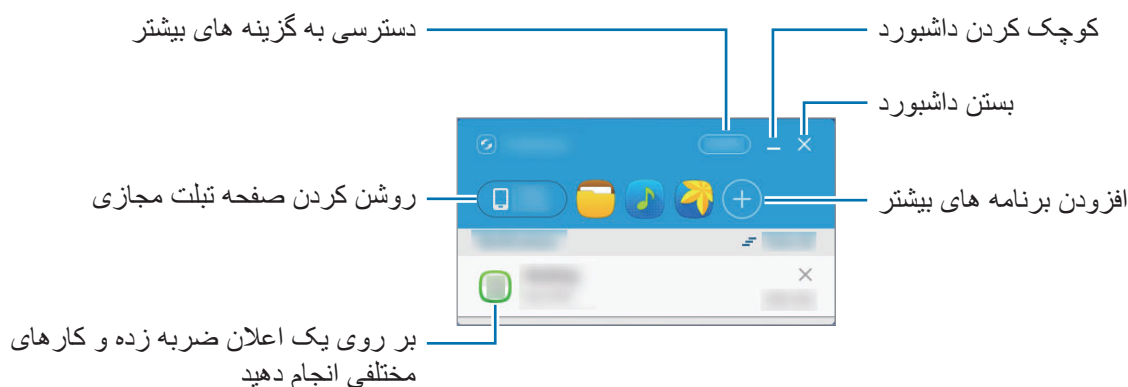 کوچک کردن داشبورد
دسترسی به گزینه های بیشتر
بستن داشبورد
افزودن برنامه های بیشتر
روشن کردن صفحه تبلت مجازی
بر روی یک اعلان ضربه زده و کارهای
مختلفی انجام دهید